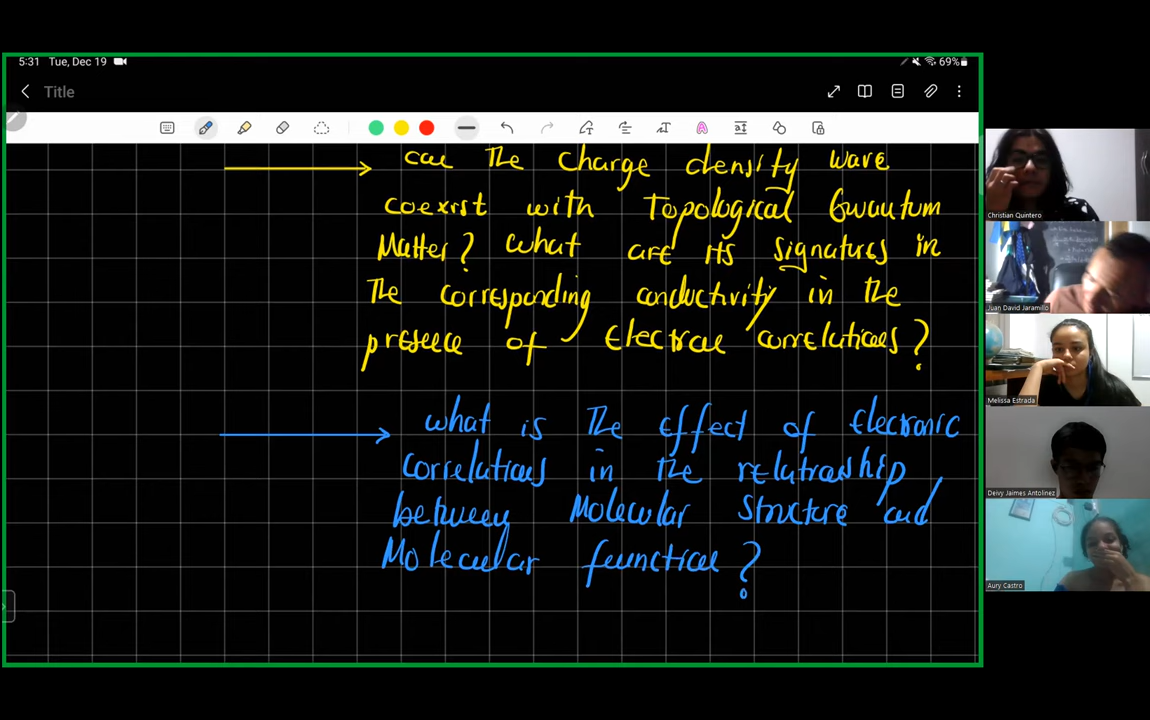 5:31 Tue, Dec 19
69%
Title
can the charge density wave
coexist with Topological Quantum
Matter? what are its signatures in
The corresponding conductivity in the
presence of Electron correlations?
what is the effect of Electronic
correlations in the relationship
between Molecular Structure and
Molecular function?
Christian Quintero
Juan David Jaramillo
Melissa Estrada
Deivy Jaimes Antolinez
Aury Castro